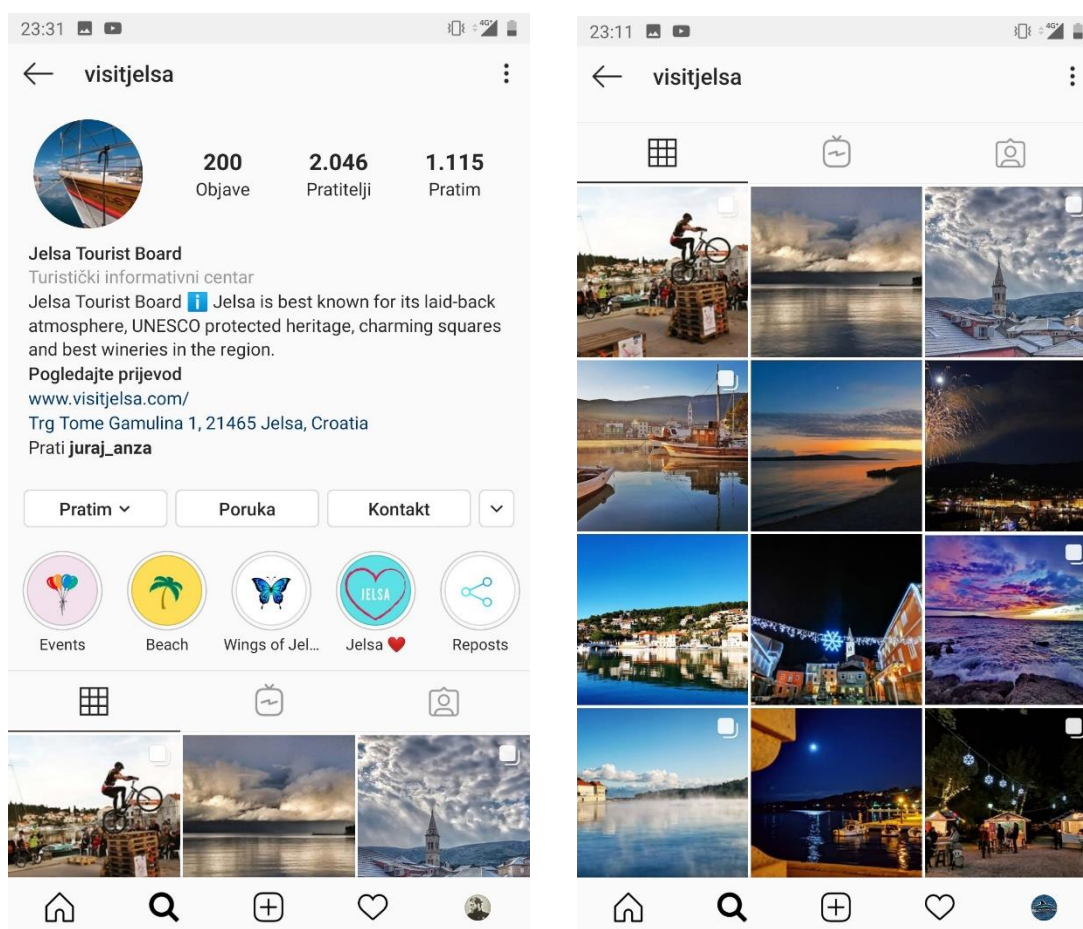 23:31
4G+
visitjelsa
200
2.046
1.115
Objave
Pratitelji
Pratim
Jelsa Tourist Board
Turistički informativni centar
Jelsa Tourist Board i Jelsa is best known for its laid-back
atmosphere, UNESCO protected heritage, charming squares
and best wineries in the region.
Pogledajte prijevod
www.visitjelsa.com/
Trg Tome Gamulina 1, 21465 Jelsa, Croatia
Prati juraj_anza
Pratim
Poruka
Kontakt
JELSA
Events
Beach
Wings of Jel...
Jelsa ❤️
Reposts
23:11
4G+
visitjelsa